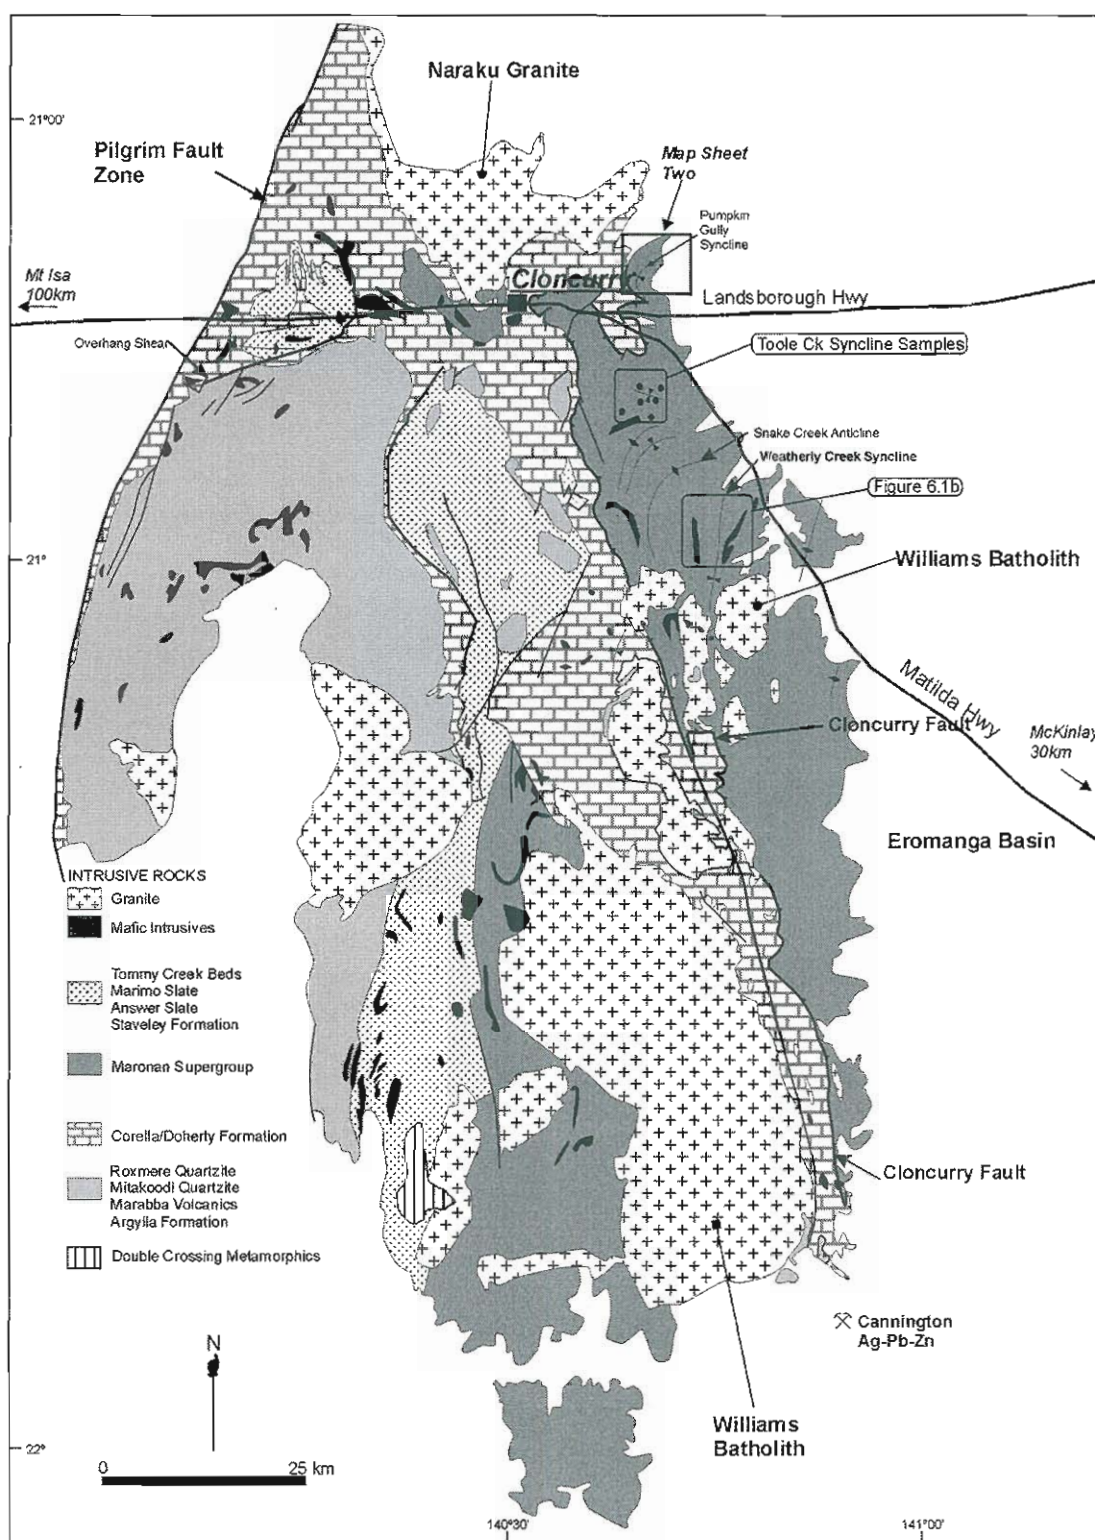 Naraku Granite
21°00'
Pilgrim Fault
Zone
Map Sheet
Two
Pumpkin
Gully
Syncline
Mt Isa
100km
Cloncurry
Landsborough Hwy
Overhang Shear
Toole Ck Syncline Samples
Snake Creek Anticline
Weatherly Creek Syncline
Figure 6.1b
21°
Williams Batholith
Matilda Hwy
Cloncurry Fault
McKinlay
30km
Eromanga Basin
INTRUSIVE ROCKS
Granite
Mafic Intrusives
Tommy Creek Beds
Marimo Slate
Answer Slate
Staveley Formation
Maronan Supergroup
Corella/Doherty Formation
Roxmere Quartzite
Mitakoodi Quartzite
Marabba Volcanics
Argylla Formation
Double Crossing Metamorphics
Cloncurry Fault
Cannington
Ag-Pb-Zn
N
Williams
Batholith
22°
0 25 km
140°30' 141°00'